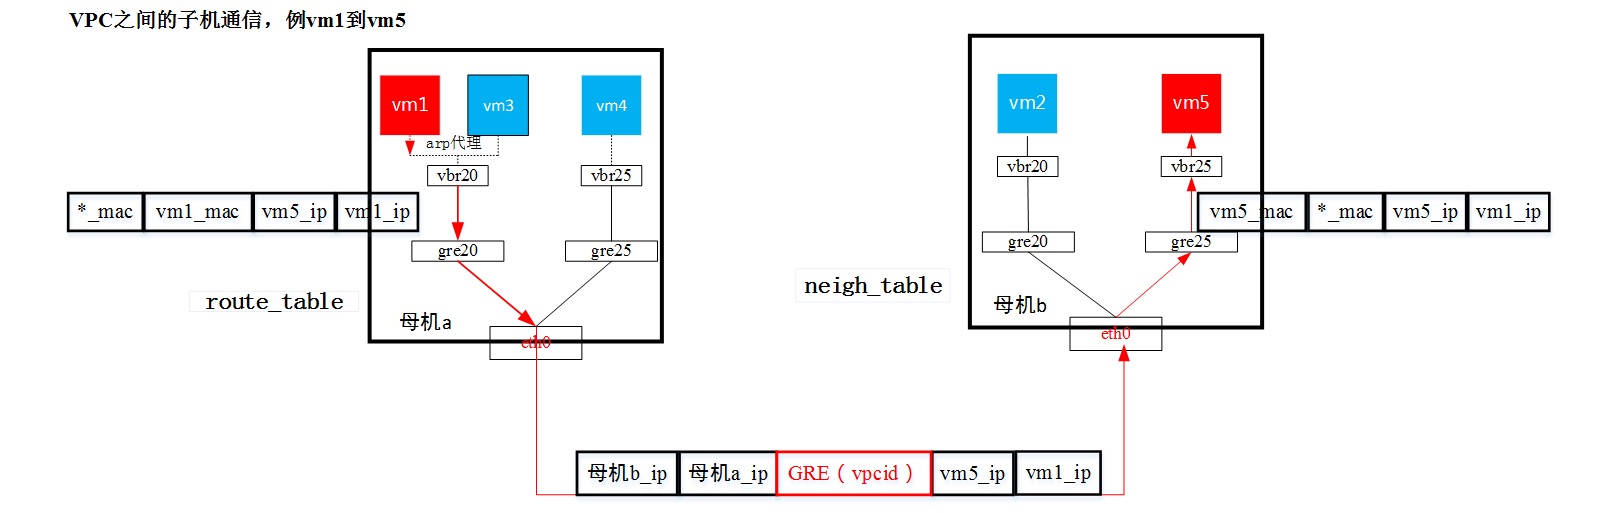 VPC之间的子机通信，例vm1到vm5
vm1
vm3
vm4
arp代理
vbr20
vbr25
*_mac
vm1_mac
vm5_ip
vm1_ip
gre20
gre25
route_table
母机a
eth0
vm2
vm5
vbr20
vbr25
vm5_mac
*_mac
vm5_ip
vm1_ip
gre20
gre25
neigh_table
母机b
eth0
母机b_ip
母机a_ip
GRE（vpcid）
vm5_ip
vm1_ip